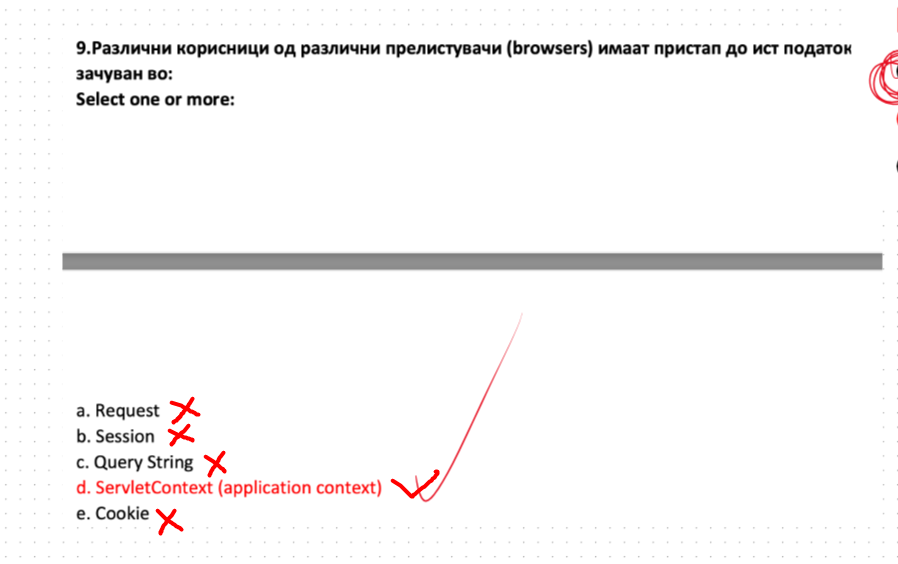 9.Различни корисници од различни прелистувачи (browsers) имаат пристап до ист податок
зачуван во:
Select one or more:
a. Request
b. Session
c. Query String
d. ServletContext (application context)
e. Cookie